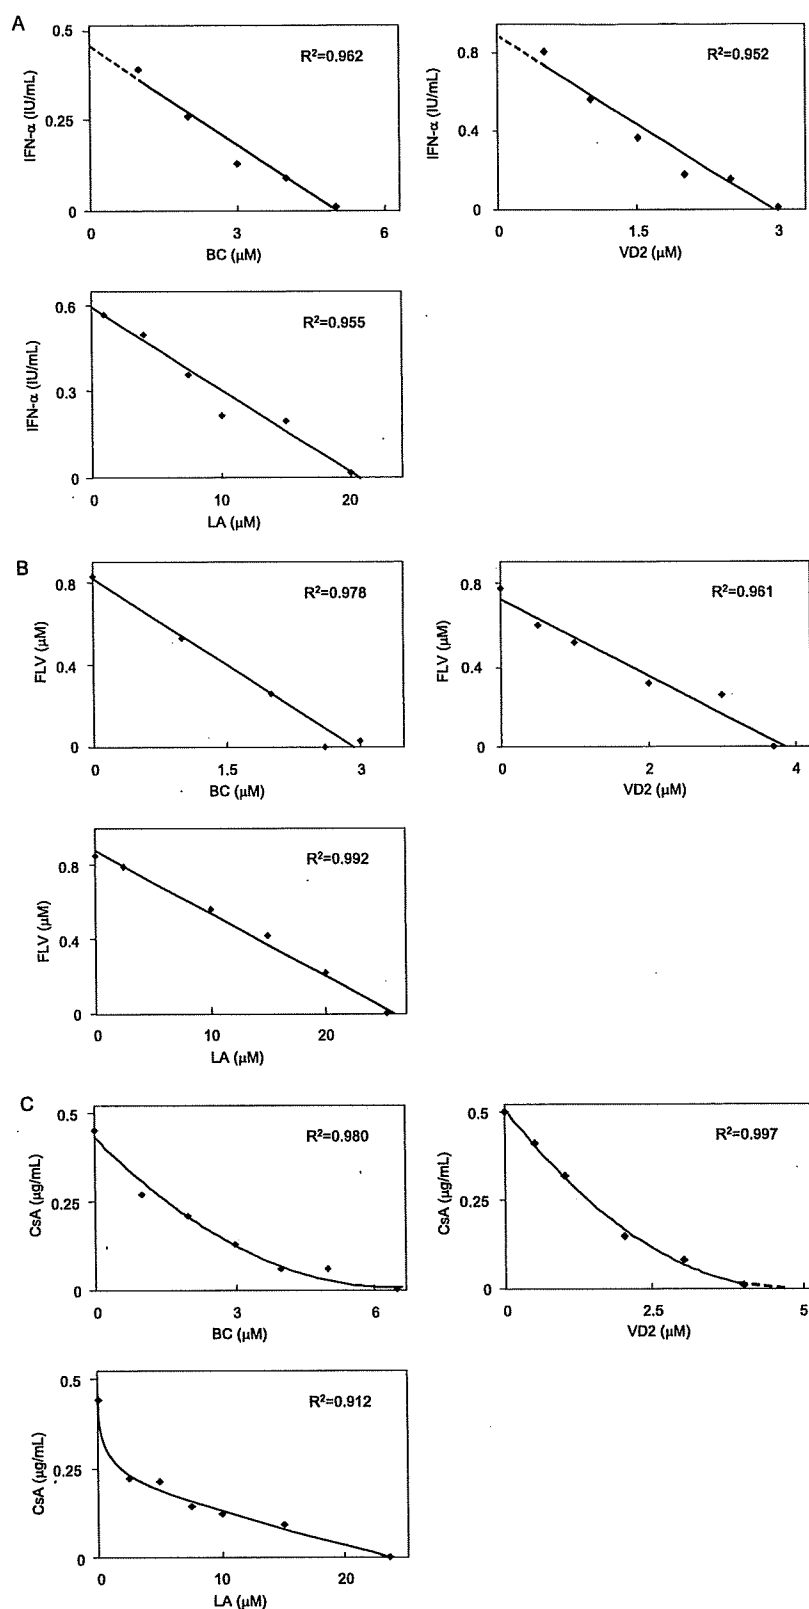 A
IFN-α (IU/mL)
0.5
0.25
0
R²=0.962
0
3
6
BC (μM)
IFN-α (IU/mL)
0.8
0.4
0
R²=0.952
0
1.5
3
VD2 (μM)
IFN-α (IU/mL)
0.6
0.3
0
R²=0.955
0
10
20
LA (μM)
B
FLV (μM)
0.8
0.4
0
R²=0.978
0
1.5
3
BC (μM)
FLV (μM)
0.8
0.4
0
R²=0.961
0
2
4
VD2 (μM)
FLV (μM)
0.8
0.4
0
R²=0.992
0
10
20
LA (μM)
C
CsA (μg/mL)
0.5
0.25
0
R²=0.980
0
3
6
BC (μM)
CsA (μg/mL)
0.5
0.25
0
R²=0.997
0
2.5
5
VD2 (μM)
CsA (μg/mL)
0.5
0.25
0
R²=0.912
0
10
20
LA (μM)